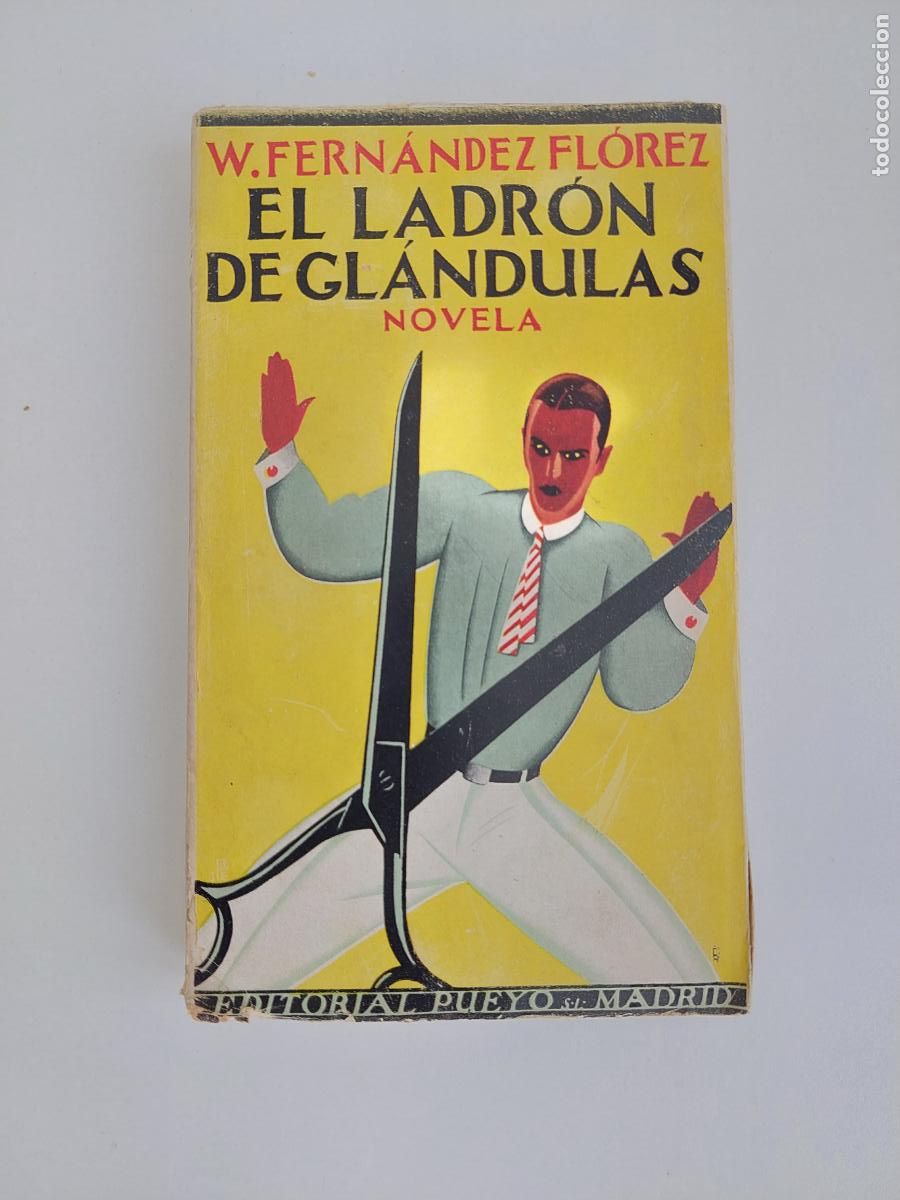 todocoleccion
W. FERNÁNDEZ FLÓREZ
EL LADRÓN
DE GLÁNDULAS
NOVELA
EDITORIAL PUEYO S.L. MADRID